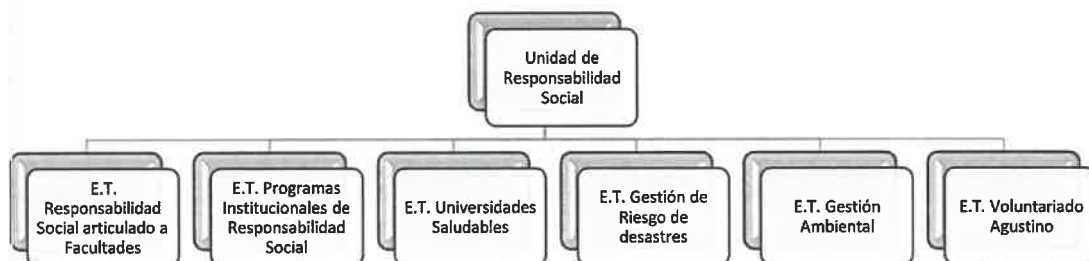 Unidad de
Responsabilidad
Social
E.T.
Responsabilidad
Social articulado a
Facultades
E.T. Programas
Institucionales de
Responsabilidad
Social
E.T. Universidades
Saludables
E.T. Gestión de
Riesgo de
desastres
E.T. Gestión
Ambiental
E.T. Voluntariado
Agustino